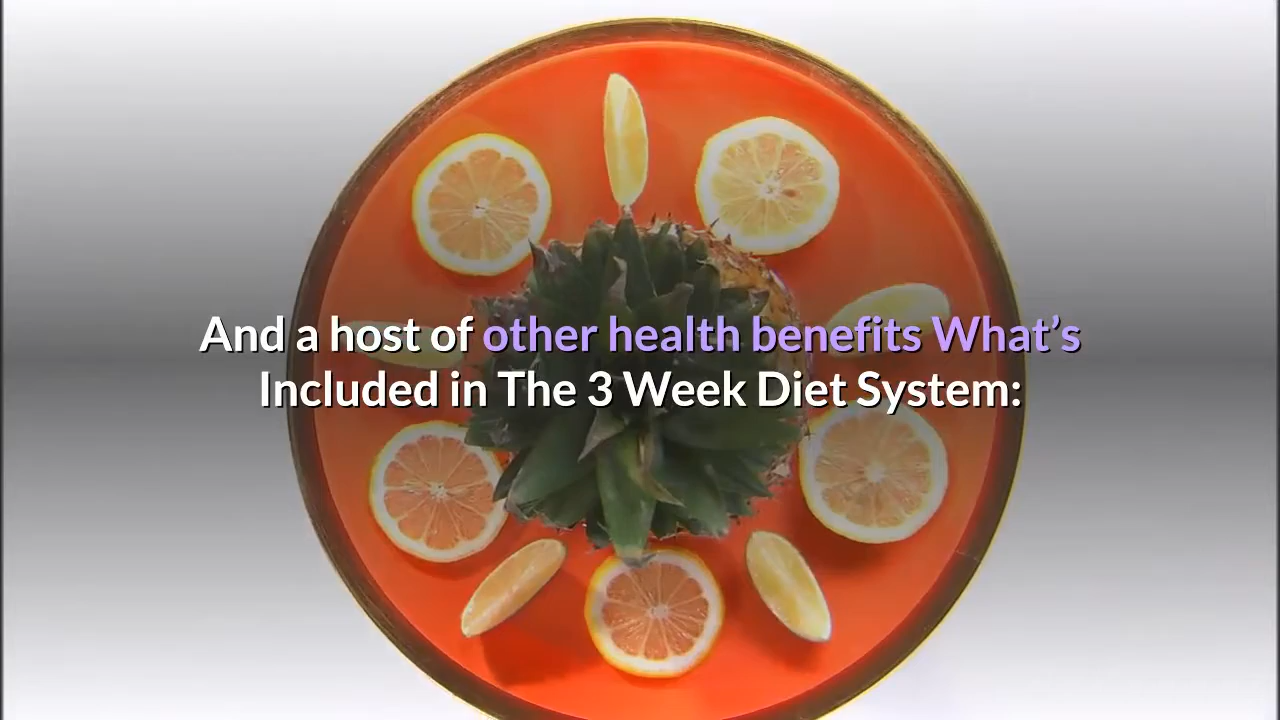 And a host of other health benefits What’s
Included in The 3 Week Diet System: